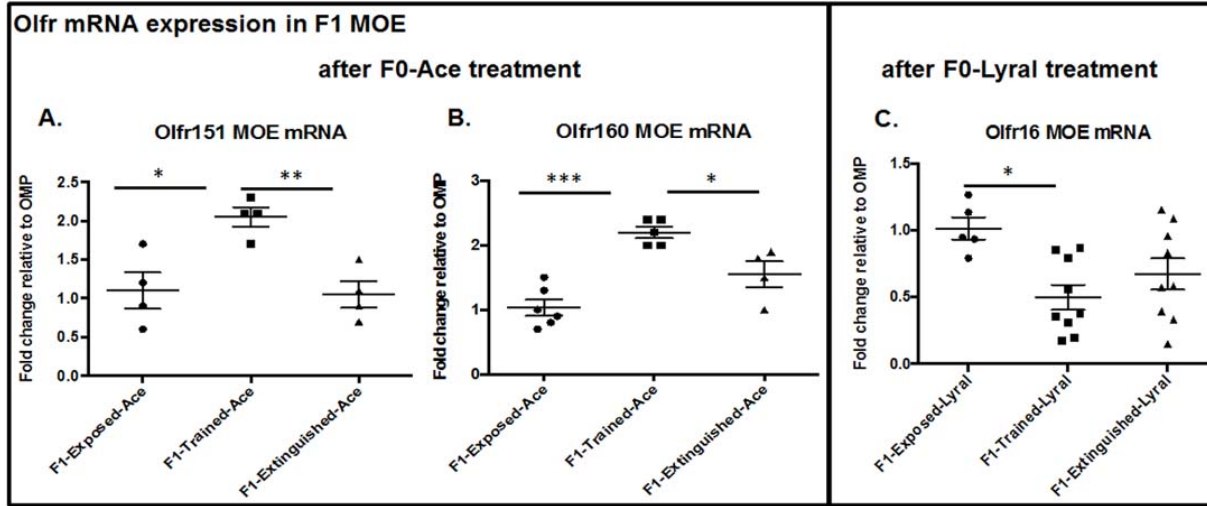 Olfr mRNA expression in F1 MOE
after F0-Ace treatment
A.
Olfr151 MOE mRNA
Fold change relative to OMP
2.5
2.0
1.5
1.0
0.5
0.0
*
**
F1-Exposed-Ace
F1-Trained-Ace
F1-Extinguished-Ace
B.
Olfr160 MOE mRNA
Fold change relative to OMP
3
2
1
0
***
*
F1-Exposed-Ace
F1-Trained-Ace
F1-Extinguished-Ace
after F0-Lyral treatment
C.
Olfr16 MOE mRNA
Fold change relative to OMP
1.5
1.0
0.5
0.0
*
F1-Exposed-Lyral
F1-Trained-Lyral
F1-Extinguished-Lyral